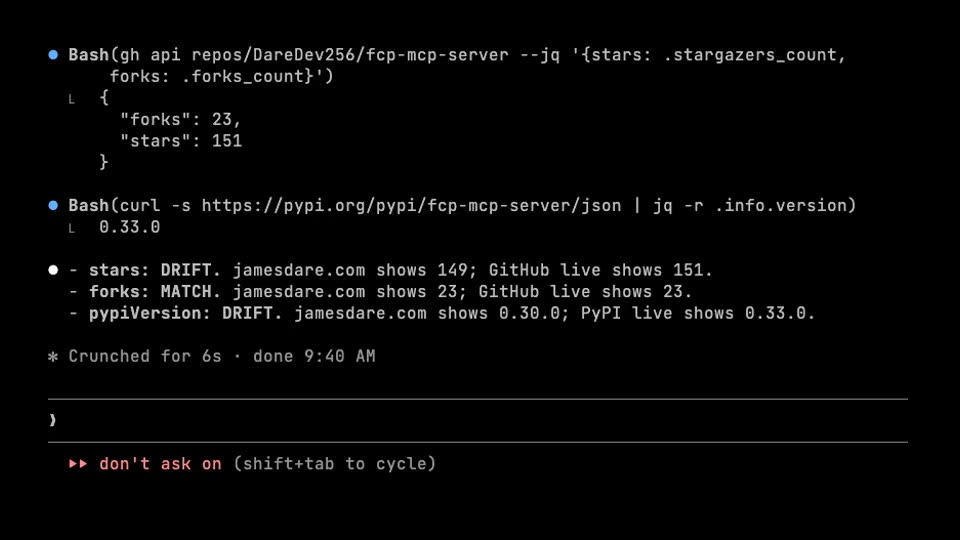 ● Bash(gh api repos/DareDev256/fcp-mcp-server --jq '{stars: .stargazers_count,
forks: .forks_count}')
└ {
"forks": 23,
"stars": 151
}
● Bash(curl -s https://pypi.org/pypi/fcp-mcp-server/json | jq -r .info.version)
└ 0.33.0
● - stars: DRIFT. jamesdare.com shows 149; GitHub live shows 151.
- forks: MATCH. jamesdare.com shows 23; GitHub live shows 23.
- pypiVersion: DRIFT. jamesdare.com shows 0.30.0; PyPI live shows 0.33.0.
✻ Crunched for 6s · done 9:40 AM
❯
▶▶ don't ask on (shift+tab to cycle)